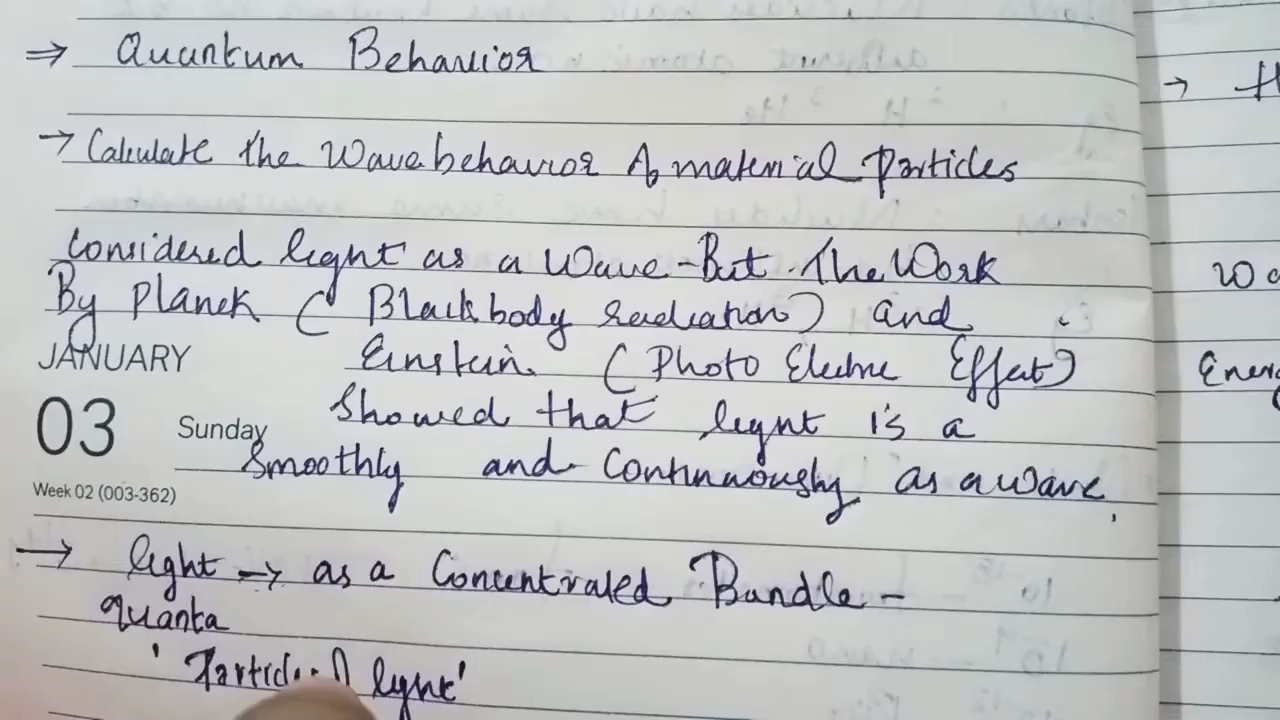 ⇒ Quantum Behavior
→ Calculate the Wave behavior of material Particles
Considered light as a Wave - But the Work
By Planck ( Blackbody radiation) and
JANUARY
Einstein. (Photo Electric Effect)
03 Sunday
Showed that light is a
Smoothly and Continuously as a wave,
Week 02 (003-362)
→ light → as a Concentrated Bundle -
quanta
'Particle of light'
→ H
Energ